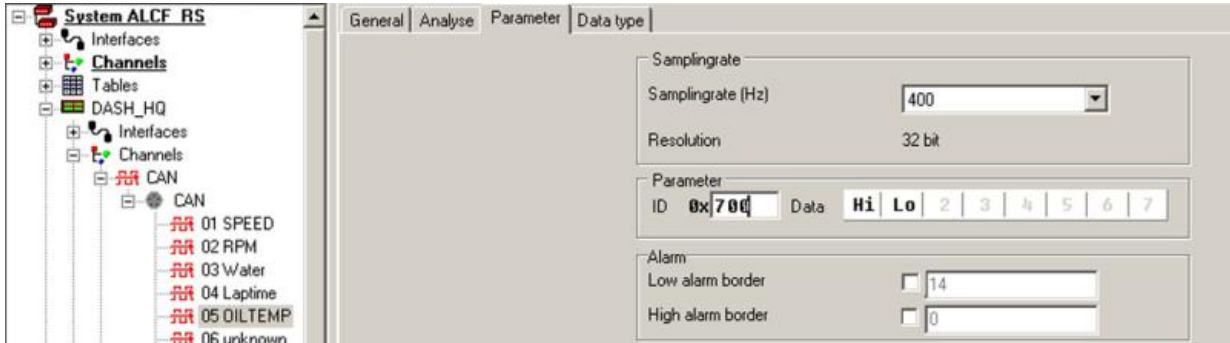 System ALCF_RS
Interfaces
Channels
Tables
DASH_HQ
Interfaces
Channels
CAN
CAN
01 SPEED
02 RPM
03 Water
04 Laptime
05 OILTEMP
06 unknown
General Analyse Parameter Data type
Samplingrate
Samplingrate (Hz) 400
Resolution 32 bit
Parameter
ID 0x 700 Data Hi Lo 2 3 4 5 6 7
Alarm
Low alarm border 14
High alarm border 0